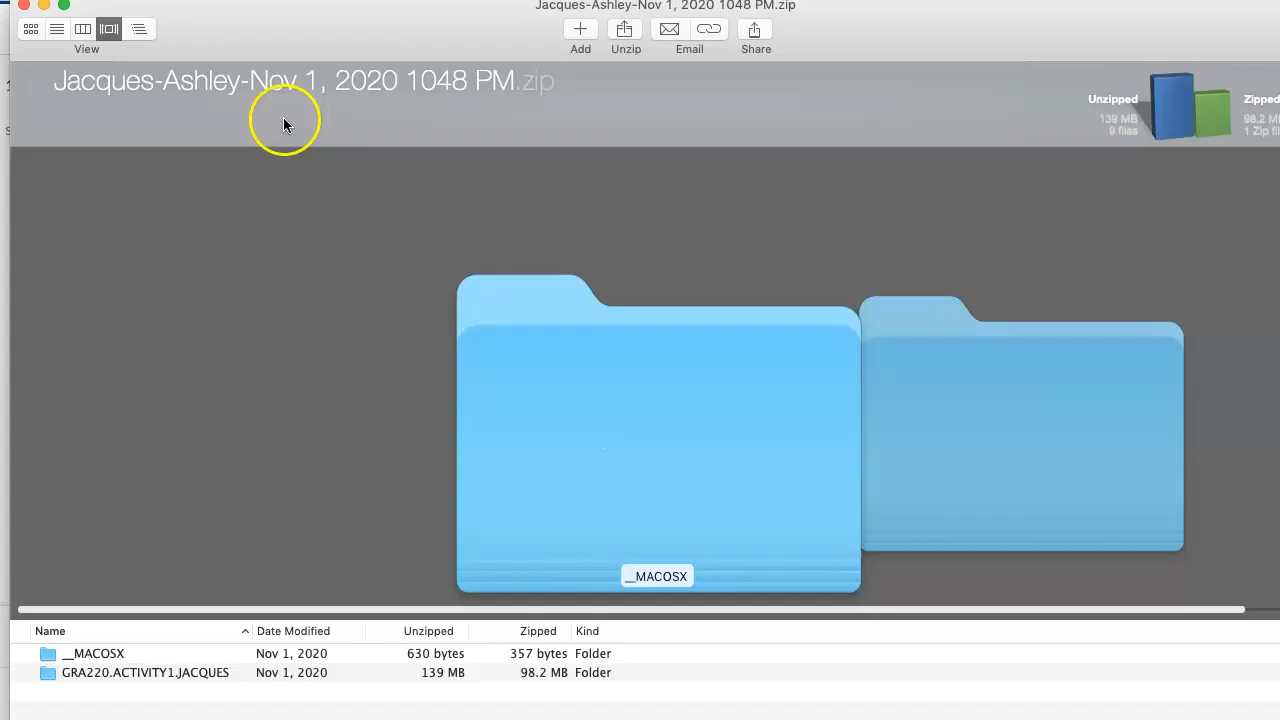 Jacques-Ashley-Nov 1, 2020 1048 PM.zip
View
Add
Unzip
Email
Share
Jacques-Ashley-Nov 1, 2020 1048 PM.zip
Unzipped
139 MB
9 files
Zipped
98.2 MB
1 Zip fi
__MACOSX
Name Date Modified Unzipped Zipped Kind
__MACOSX Nov 1, 2020 630 bytes 357 bytes Folder
GRA220.ACTIVITY1.JACQUES Nov 1, 2020 139 MB 98.2 MB Folder